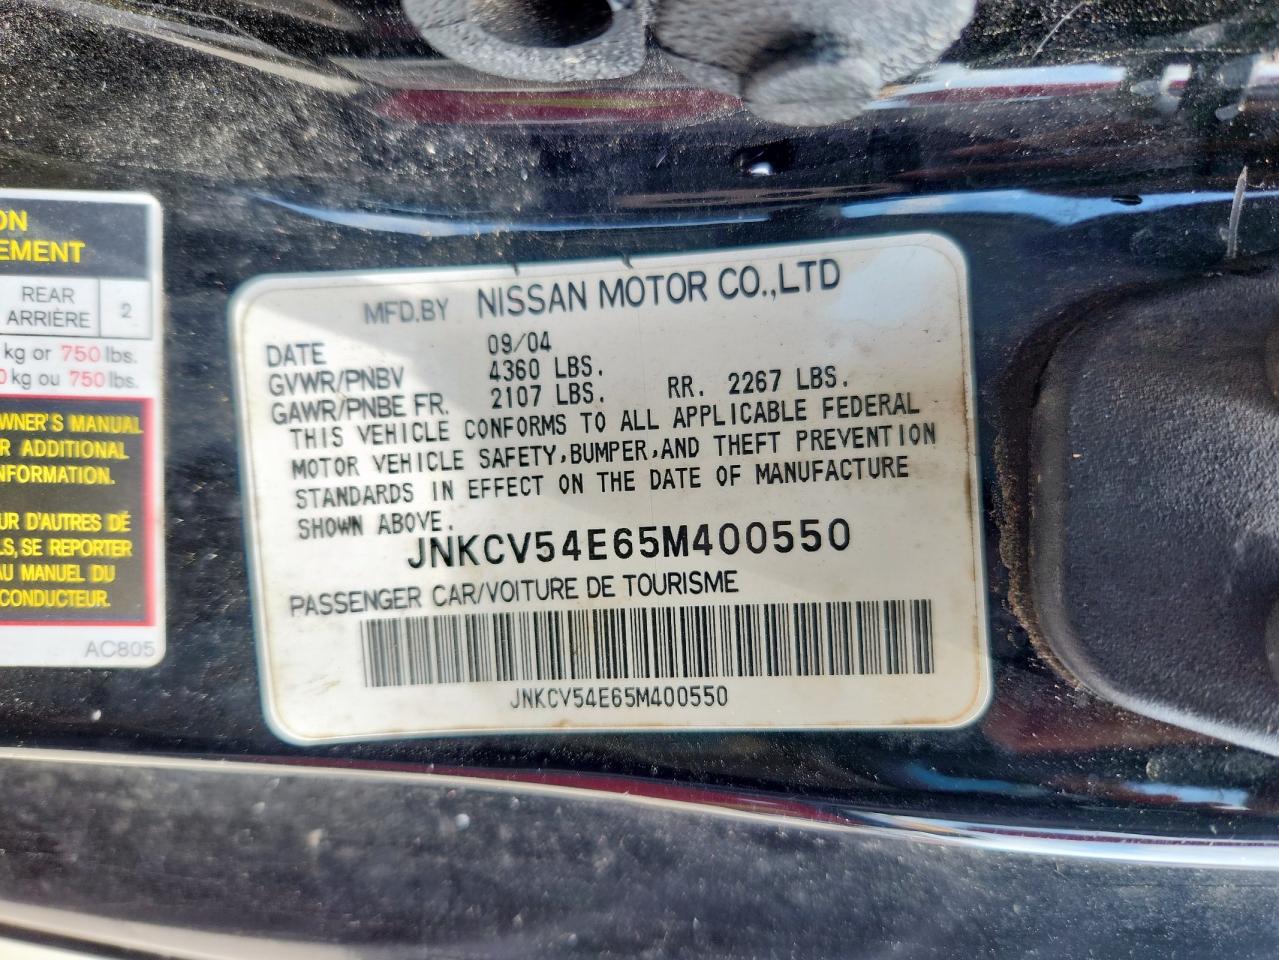 ON
EMENT
REAR
ARRIÈRE
2
kg or 750 lbs.
0 kg ou 750 lbs.
WNER'S MANUAL
R ADDITIONAL
NFORMATION.
UR D'AUTRES DÉ
LS, SE REPORTER
AU MANUEL DU
CONDUCTEUR.
AC805
MFD.BY NISSAN MOTOR CO.,LTD
DATE 09/04
GVWR/PNBV 4360 LBS.
GAWR/PNBE FR. 2107 LBS. RR. 2267 LBS.
THIS VEHICLE CONFORMS TO ALL APPLICABLE FEDERAL
MOTOR VEHICLE SAFETY,BUMPER,AND THEFT PREVENTION
STANDARDS IN EFFECT ON THE DATE OF MANUFACTURE
SHOWN ABOVE.
JNKCV54E65M400550
PASSENGER CAR/VOITURE DE TOURISME
JNKCV54E65M400550